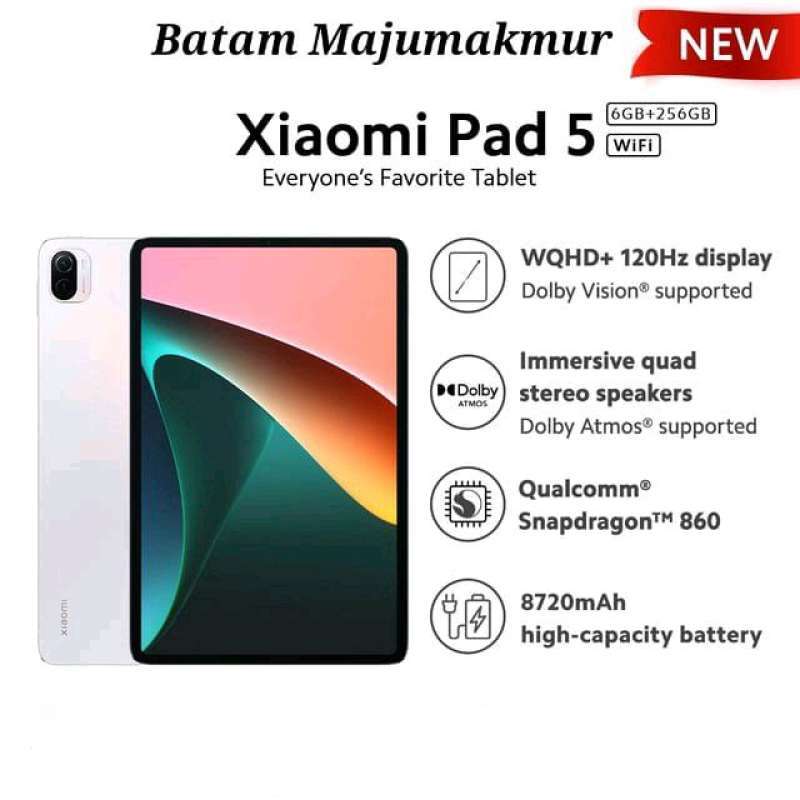 Batam Majumakmur
NEW
Xiaomi Pad 5
6GB+256GB
WiFi
Everyone's Favorite Tablet
WQHD+ 120Hz display
Dolby Vision® supported
Immersive quad
stereo speakers
Dolby Atmos® supported
Dolby
ATMOS
Qualcomm®
Snapdragon™ 860
8720mAh
high-capacity battery
xiaomi